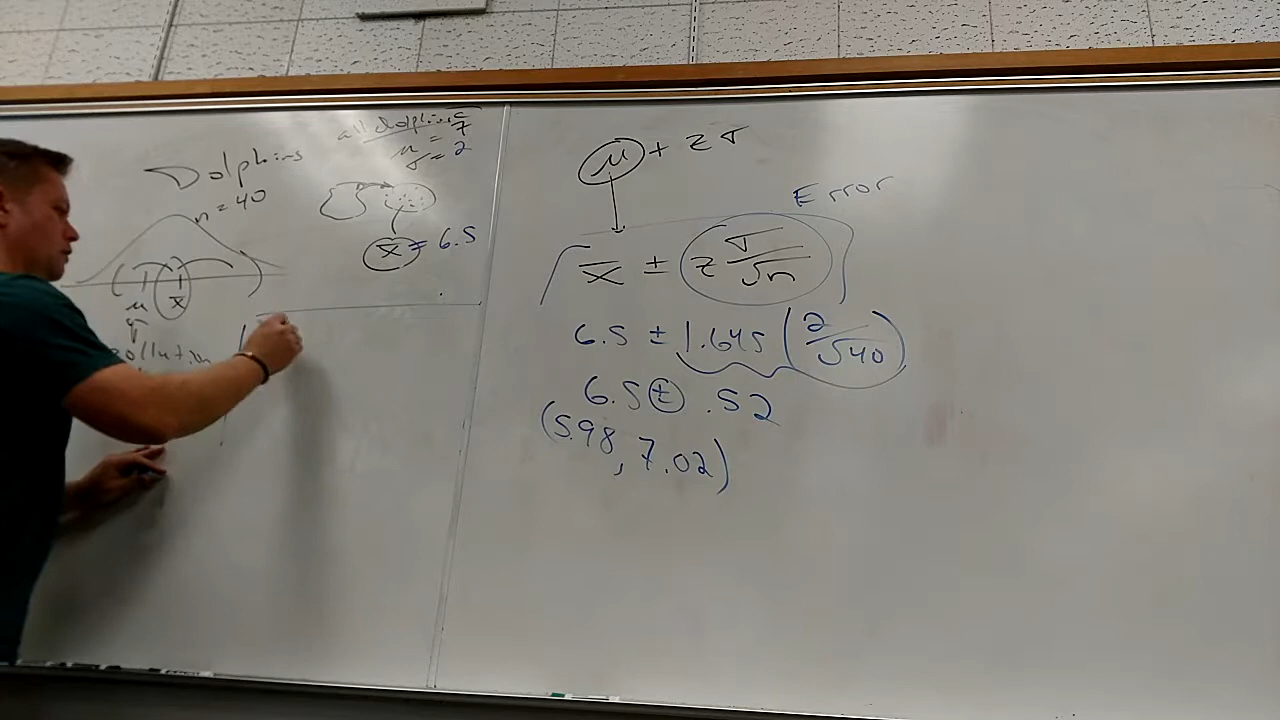 all dolphins
μ = 7
σ = 2
Dolphins
n = 40
x̄ = 6.5
μ x̄
μ + zσ
Error
x̄ ± z σ/√n
6.5 ± 1.645 (2/√40)
6.5 ± .52
(5.98, 7.02)